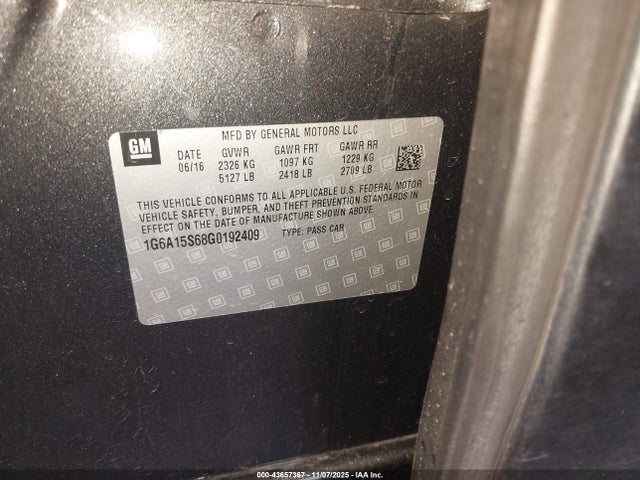 GM
MFD BY GENERAL MOTORS LLC
DATE GVWR GAWR FRT GAWR RR
06/16 2326 KG 1097 KG 1229 KG
5127 LB 2418 LB 2709 LB
THIS VEHICLE CONFORMS TO ALL APPLICABLE U.S. FEDERAL MOTOR
VEHICLE SAFETY, BUMPER, AND THEFT PREVENTION STANDARDS IN
EFFECT ON THE DATE OF MANUFACTURE SHOWN ABOVE.
1G6A15S68G0192409 TYPE: PASS CAR
000-43657367 - 11/07/2025 - IAA Inc.